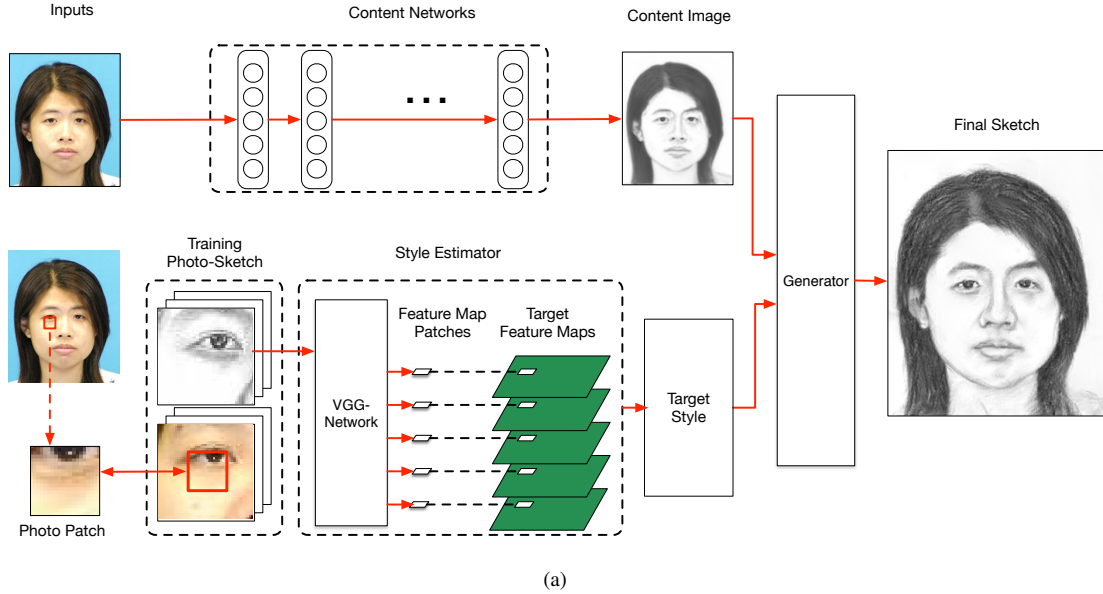 Inputs
Content Networks
Content Image
...
Final Sketch
Training
Photo-Sketch
Style Estimator
Feature Map
Patches
Target
Feature Maps
VGG-
Network
Target
Style
Generator
Photo Patch
(a)